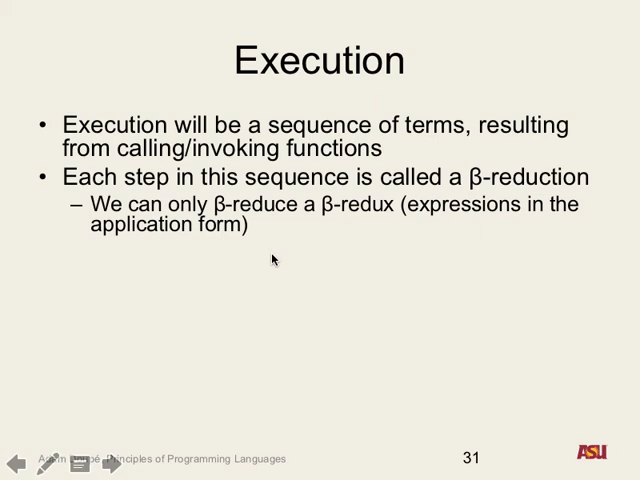 Execution
• Execution will be a sequence of terms, resulting
from calling/invoking functions
• Each step in this sequence is called a β-reduction
– We can only β-reduce a β-redux (expressions in the
application form)
Principles of Programming Languages
31
ASU